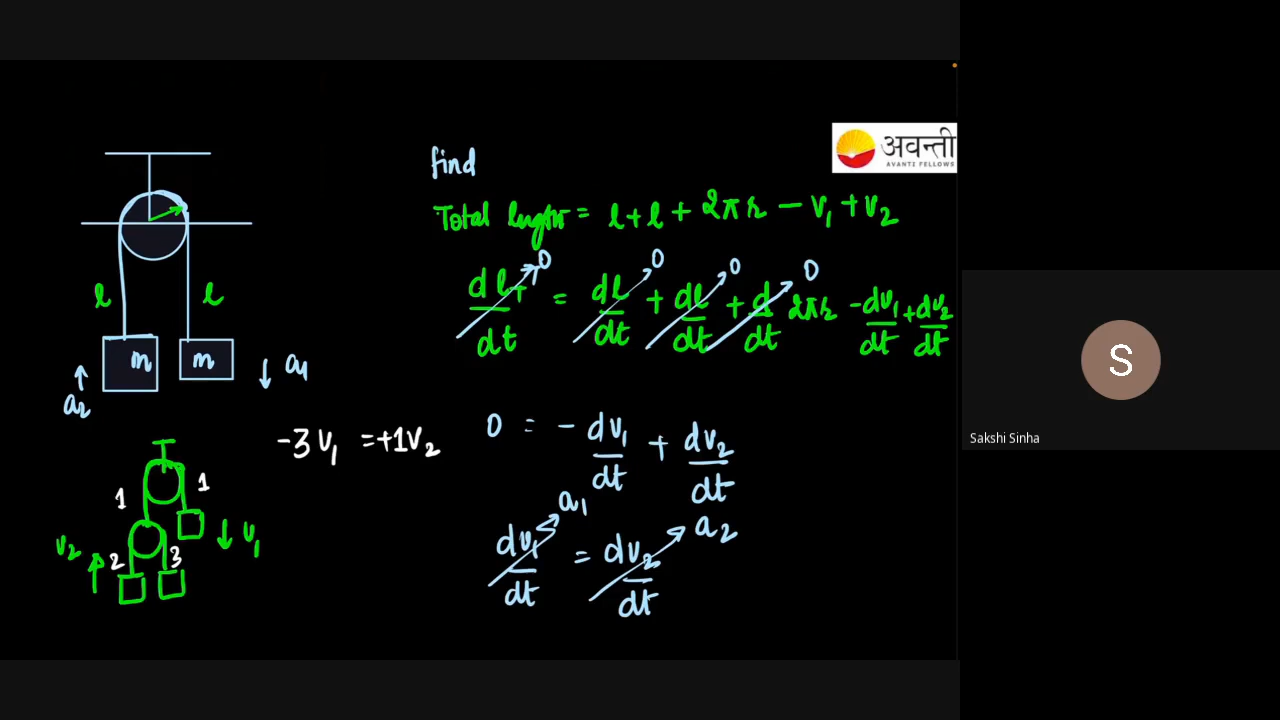 find
अवन्ती
AVANTI FELLOWS
Total length = l + l + 2πr - v₁ + v₂
dl_T/dt → 0 = dl/dt → 0 + dl/dt → 0 + d/dt 2πr → 0 - dv₁/dt + dv₂/dt
l l
m m
a₂ ↑ ↓ a₁
0 = - dv₁/dt + dv₂/dt
-3v₁ = +1v₂
1 1
v₂ ↑ 2 3 ↓ v₁
dv₁/dt → a₁ = dv₂/dt → a₂
S
Sakshi Sinha